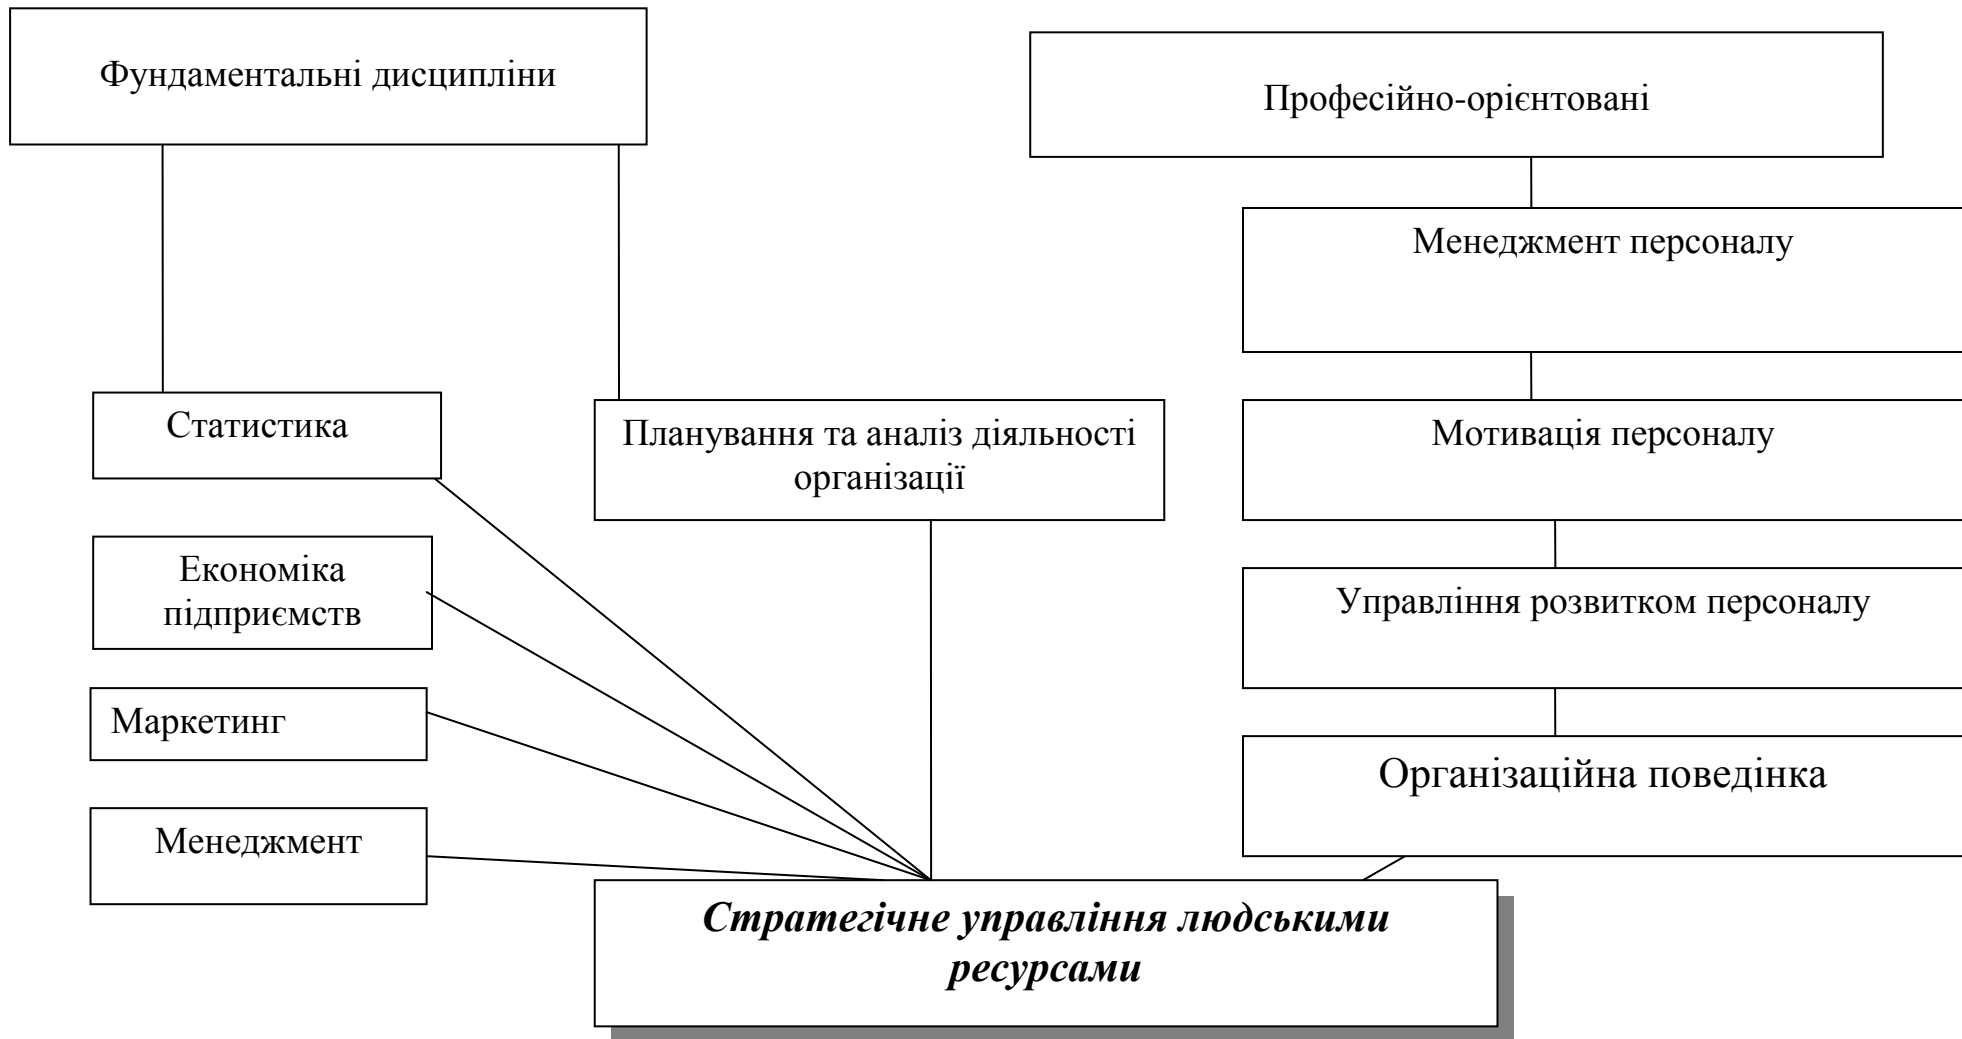 Фундаментальні дисципліни
Професійно-орієнтовані
Менеджмент персоналу
Статистика
Планування та аналіз діяльності
організації
Мотивація персоналу
Економіка
підприємств
Управління розвитком персоналу
Маркетинг
Організаційна поведінка
Менеджмент
Стратегічне управління людськими
ресурсами